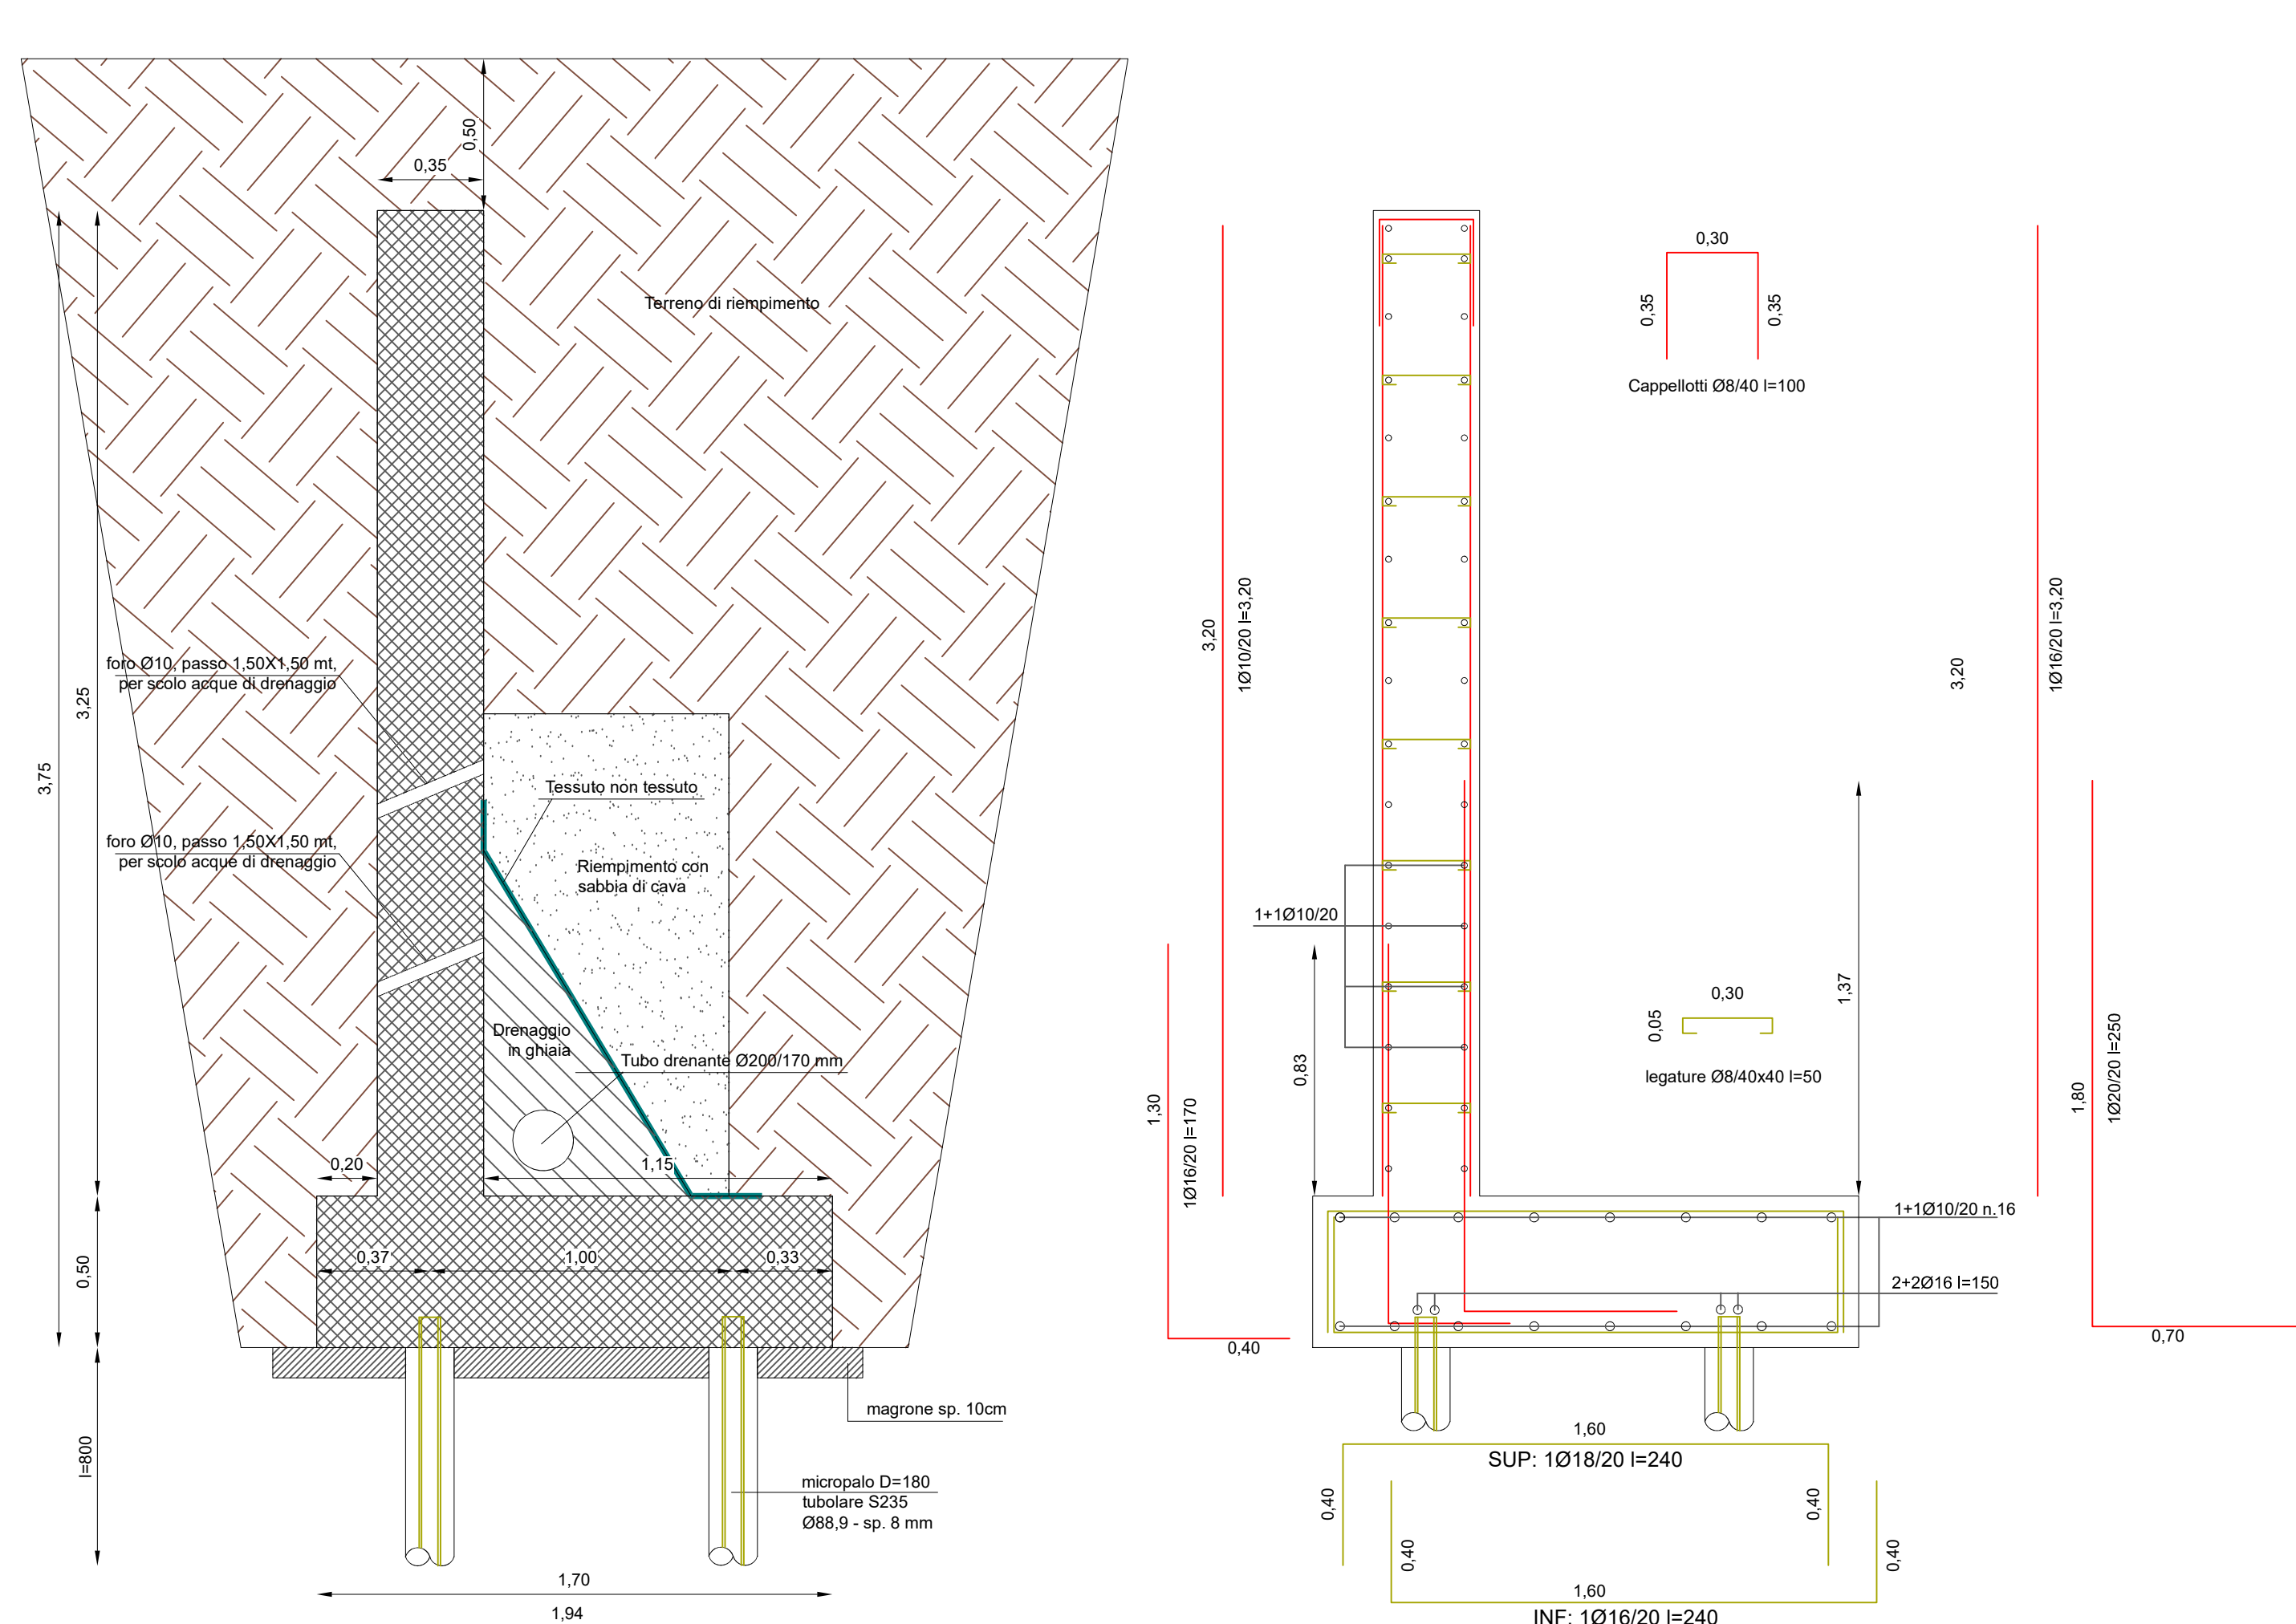 0,50
0,35
Terreno di riempimento
foro Ø10, passo 1,50X1,50 mt,
per scolo acque di drenaggio
3,25
3,75
Tessuto non tessuto
foro Ø10, passo 1,50X1,50 mt,
per scolo acque di drenaggio
Riempimento con
sabbia di cava
Drenaggio
in ghiaia
Tubo drenante Ø200/170 mm
0,20
1,15
0,37
1,00
0,33
0,50
magrone sp. 10cm
l=800
micropalo D=180
tubolare S235
Ø88,9 - sp. 8 mm
1,70
1,94
0,30
0,35
0,35
Cappellotti Ø8/40 l=100
3,20
1Ø10/20 l=3,20
3,20
1Ø16/20 l=3,20
1+1Ø10/20
0,83
1,37
0,30
0,05
legature Ø8/40x40 l=50
1,30
1Ø16/20 l=170
0,40
1,80
1Ø20/20 l=250
0,70
1+1Ø10/20 n.16
2+2Ø16 l=150
1,60
SUP: 1Ø18/20 l=240
0,40
0,40
0,40
0,40
1,60
INF: 1Ø16/20 l=240